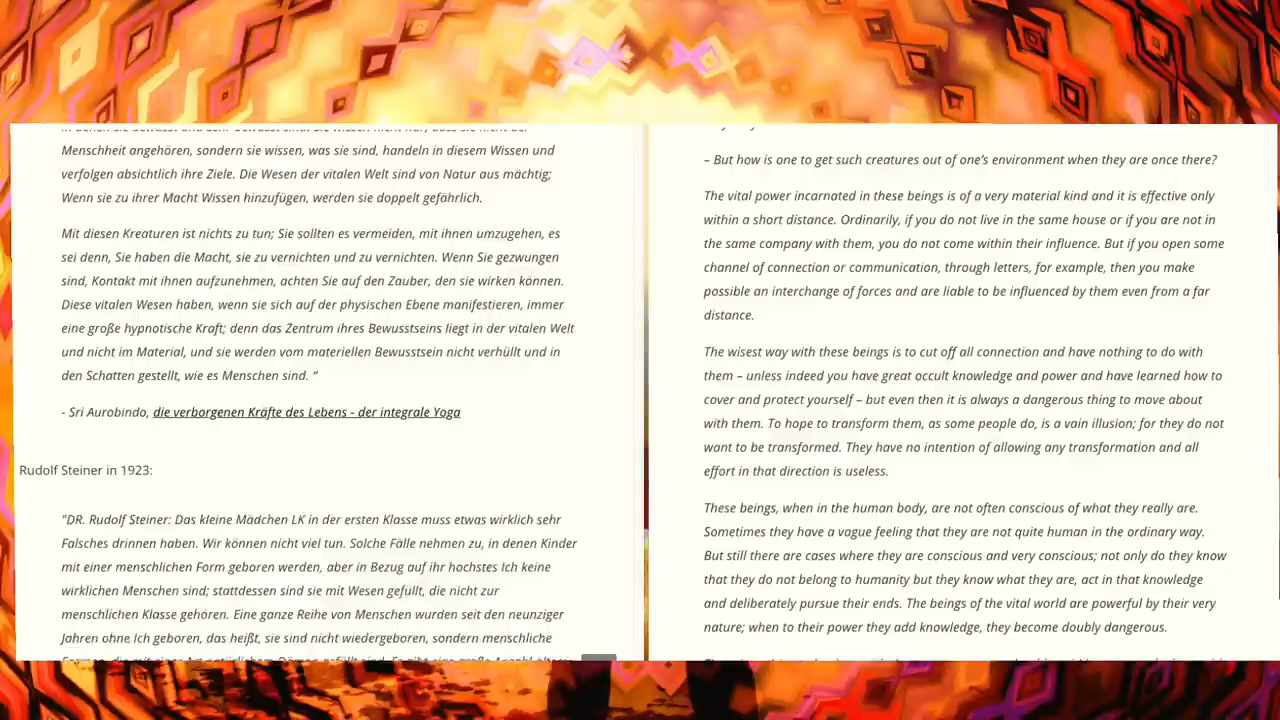 Menschheit angehören, sondern sie wissen, was sie sind, handeln in diesem Wissen und
verfolgen absichtlich ihre Ziele. Die Wesen der vitalen Welt sind von Natur aus mächtig;
Wenn sie zu ihrer Macht Wissen hinzufügen, werden sie doppelt gefährlich.
Mit diesen Kreaturen ist nichts zu tun; Sie sollten es vermeiden, mit ihnen umzugehen, es
sei denn, Sie haben die Macht, sie zu vernichten und zu vernichten. Wenn Sie gezwungen
sind, Kontakt mit ihnen aufzunehmen, achten Sie auf den Zauber, den sie wirken können.
Diese vitalen Wesen haben, wenn sie sich auf der physischen Ebene manifestieren, immer
eine große hypnotische Kraft; denn das Zentrum ihres Bewusstseins liegt in der vitalen Welt
und nicht im Material, und sie werden vom materiellen Bewusstsein nicht verhüllt und in
den Schatten gestellt, wie es Menschen sind. “
- Sri Aurobindo, die verborgenen Kräfte des Lebens - der integrale Yoga
Rudolf Steiner in 1923:
"DR. Rudolf Steiner: Das kleine Mädchen LK in der ersten Klasse muss etwas wirklich sehr
Falsches drinnen haben. Wir können nicht viel tun. Solche Fälle nehmen zu, in denen Kinder
mit einer menschlichen Form geboren werden, aber in Bezug auf ihr höchstes Ich keine
wirklichen Menschen sind; stattdessen sind sie mit Wesen gefüllt, die nicht zur
menschlichen Klasse gehören. Eine ganze Reihe von Menschen wurden seit den neunziger
Jahren ohne Ich geboren, das heißt, sie sind nicht wiedergeboren, sondern menschliche
– But how is one to get such creatures out of one’s environment when they are once there?
The vital power incarnated in these beings is of a very material kind and it is effective only
within a short distance. Ordinarily, if you do not live in the same house or if you are not in
the same company with them, you do not come within their influence. But if you open some
channel of connection or communication, through letters, for example, then you make
possible an interchange of forces and are liable to be influenced by them even from a far
distance.
The wisest way with these beings is to cut off all connection and have nothing to do with
them – unless indeed you have great occult knowledge and power and have learned how to
cover and protect yourself – but even then it is always a dangerous thing to move about
with them. To hope to transform them, as some people do, is a vain illusion; for they do not
want to be transformed. They have no intention of allowing any transformation and all
effort in that direction is useless.
These beings, when in the human body, are not often conscious of what they really are.
Sometimes they have a vague feeling that they are not quite human in the ordinary way.
But still there are cases where they are conscious and very conscious; not only do they know
that they do not belong to humanity but they know what they are, act in that knowledge
and deliberately pursue their ends. The beings of the vital world are powerful by their very
nature; when to their power they add knowledge, they become doubly dangerous.